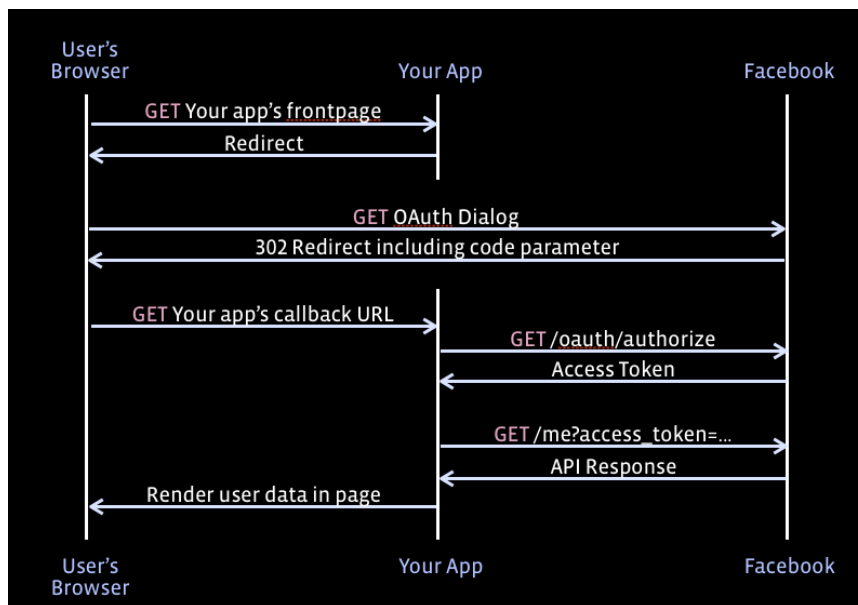 User's
Browser
Your App
Facebook
GET Your app's frontpage
Redirect
GET OAuth Dialog
302 Redirect including code parameter
GET Your app's callback URL
GET /oauth/authorize
Access Token
GET /me?access_token=...
API Response
Render user data in page
User's
Browser
Your App
Facebook